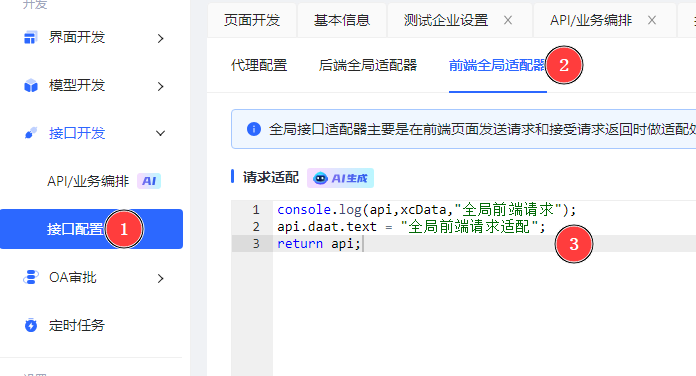 开发
界面开发
模型开发
接口开发
API/业务编排 AI
接口配置 1
OA审批
定时任务
页面开发 基本信息 测试企业设置 × API/业务编排 ×
代理配置 后端全局适配器 前端全局适配器 2
全局接口适配器主要是在前端页面发送请求和接受请求返回时做适配
请求适配 AI生成
1 console.log(api,xcData,"全局前端请求");
2 api.daat.text = "全局前端请求适配";
3 return api;
3